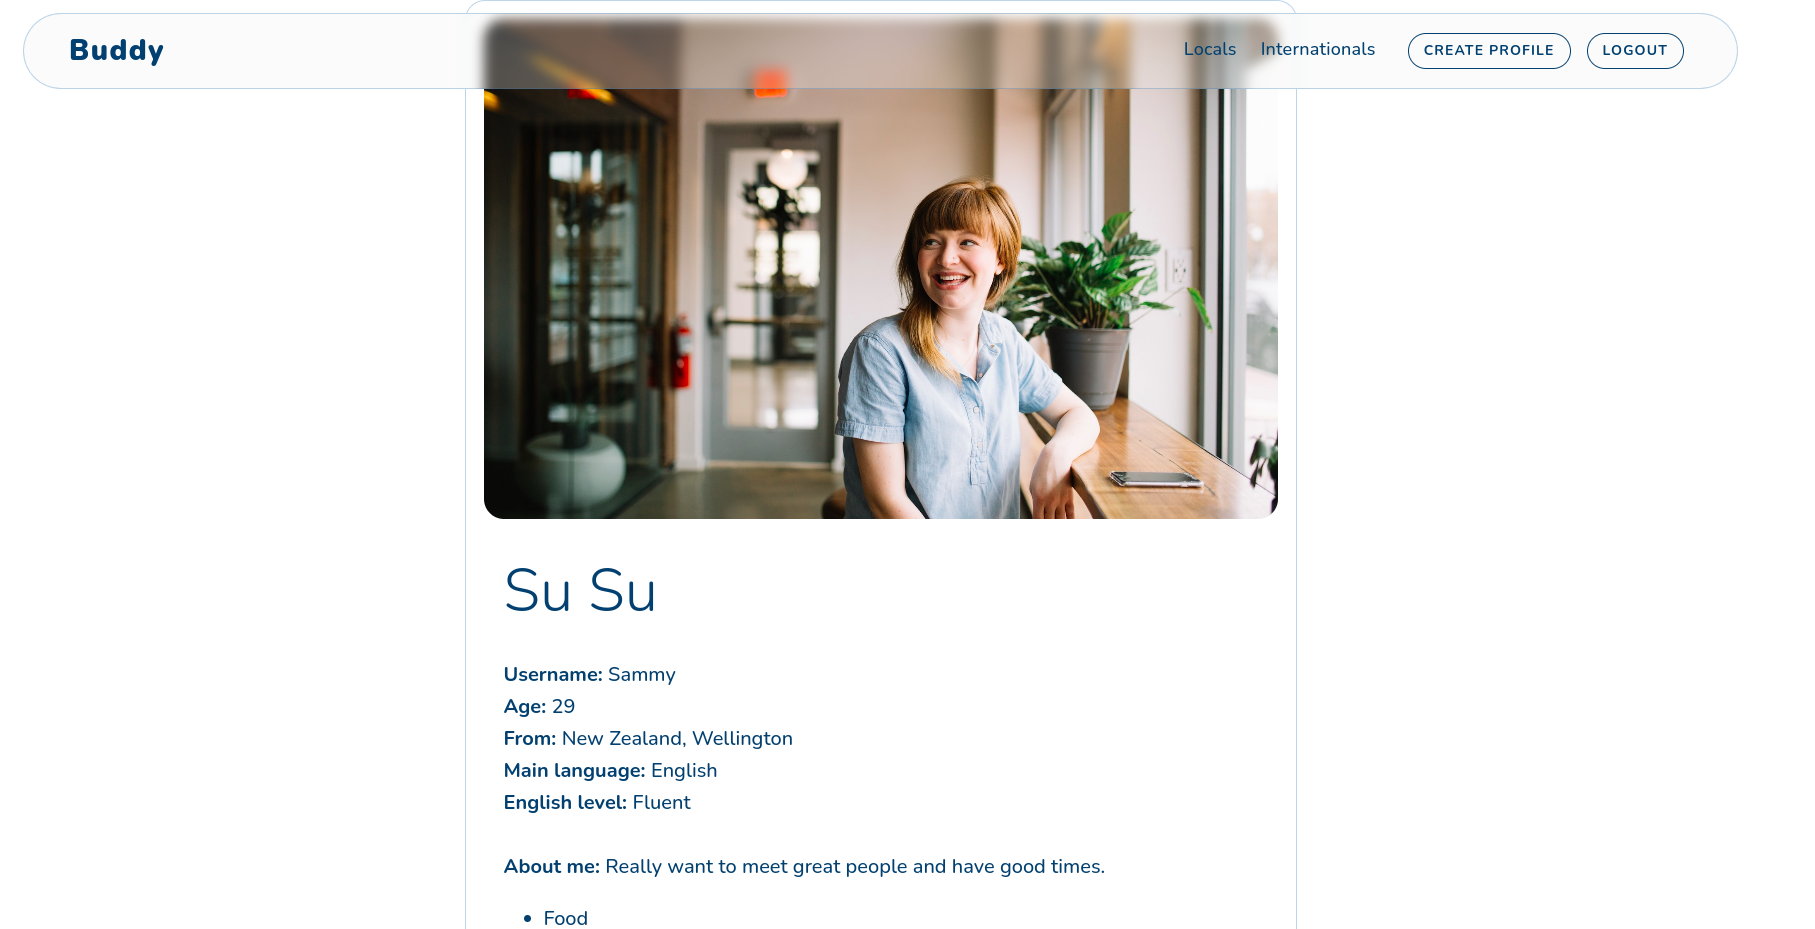 Buddy
Locals
Internationals
CREATE PROFILE
LOGOUT
Su Su
Username: Sammy
Age: 29
From: New Zealand, Wellington
Main language: English
English level: Fluent
About me: Really want to meet great people and have good times.
• Food